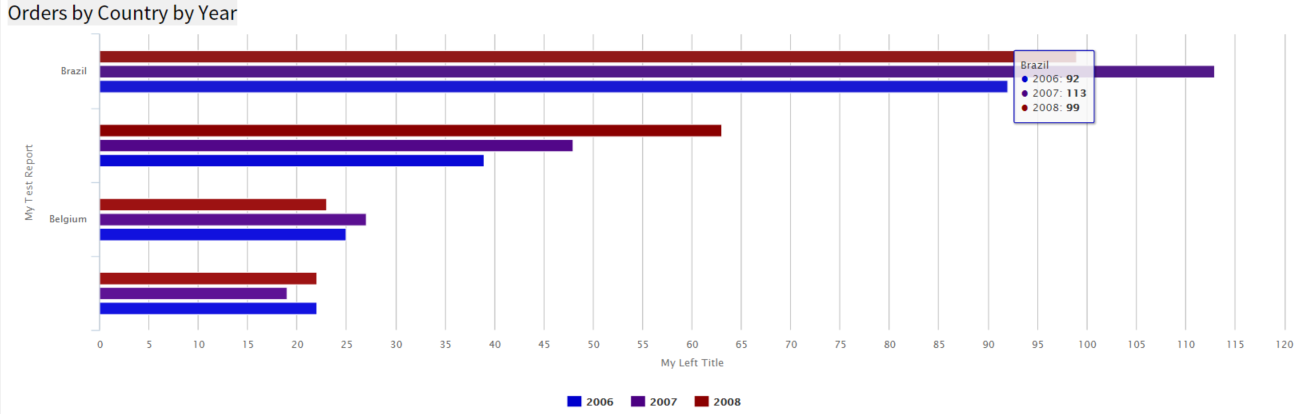 Orders by Country by Year
Brazil
Brazil
2006: 92
2007: 113
2008: 99
My Test Report
Belgium
0 5 10 15 20 25 30 35 40 45 50 55 60 65 70 75 80 85 90 95 100 105 110 115 120
My Left Title
2006 2007 2008